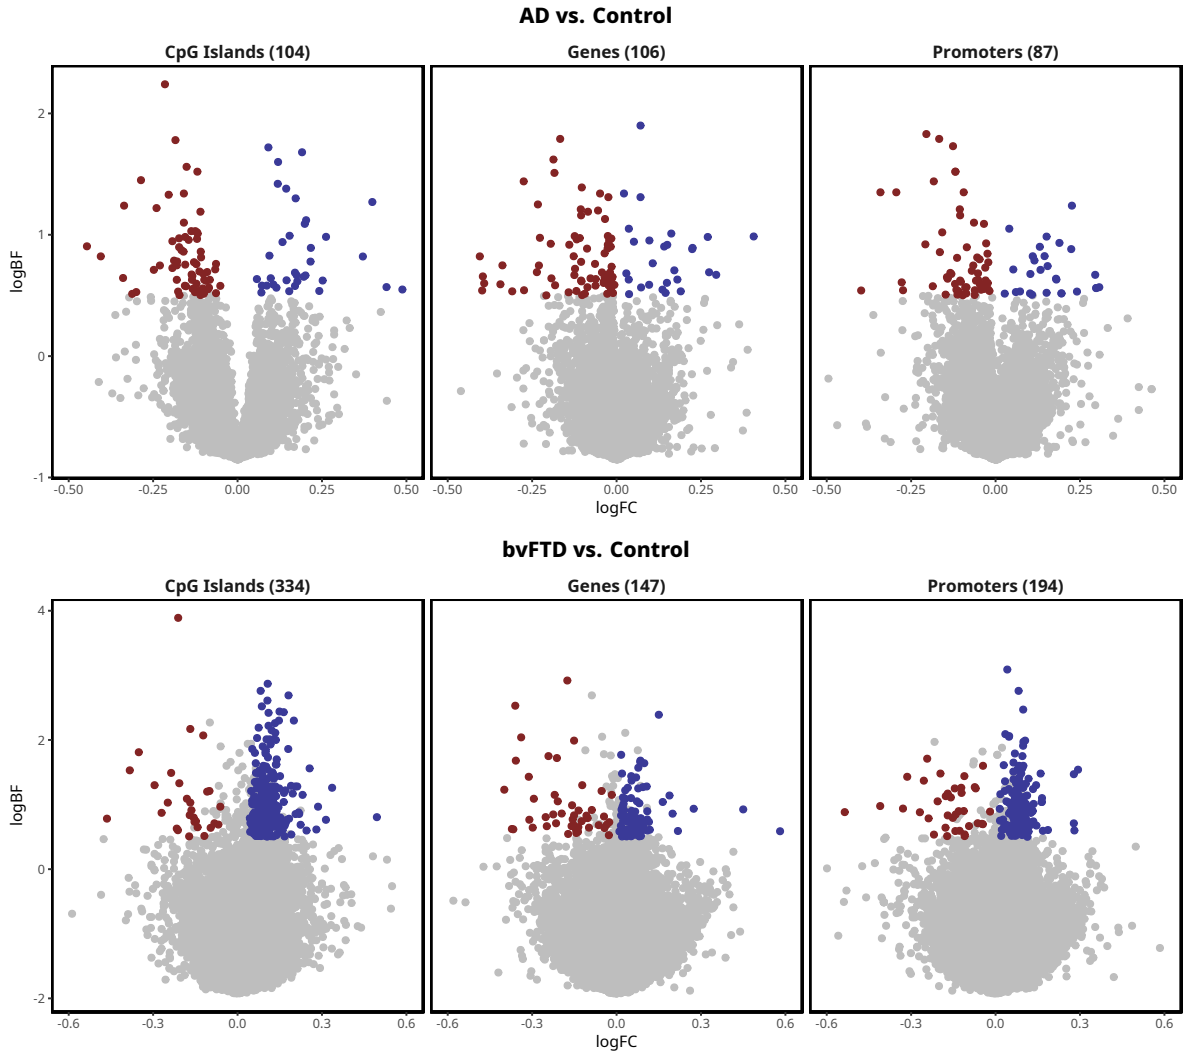 AD vs. Control
CpG Islands (104) Genes (106) Promoters (87)
2
1
0
-1
logBF
-0.50 -0.25 0.00 0.25 0.50 -0.50 -0.25 0.00 0.25 0.50 -0.50 -0.25 0.00 0.25 0.50
logFC
bvFTD vs. Control
CpG Islands (334) Genes (147) Promoters (194)
4
2
0
-2
logBF
-0.6 -0.3 0.0 0.3 0.6 -0.6 -0.3 0.0 0.3 0.6 -0.6 -0.3 0.0 0.3 0.6
logFC